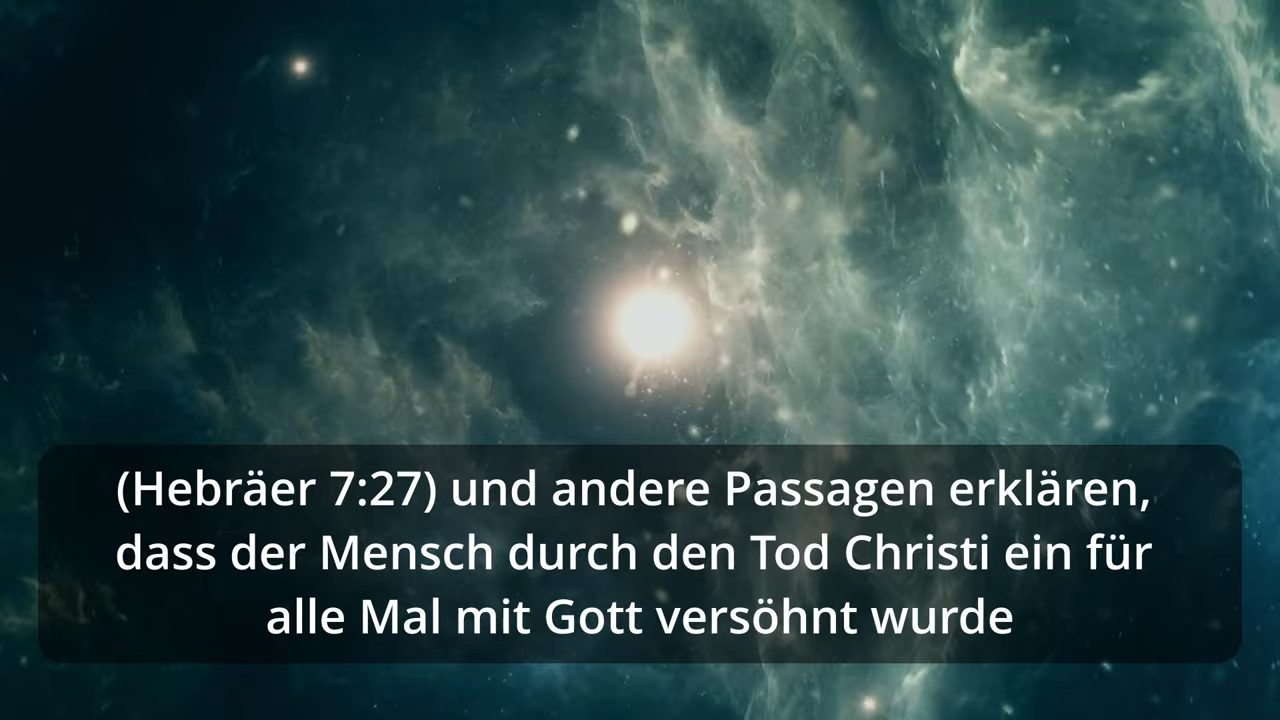 (Hebräer 7:27) und andere Passagen erklären,
dass der Mensch durch den Tod Christi ein für
alle Mal mit Gott versöhnt wurde